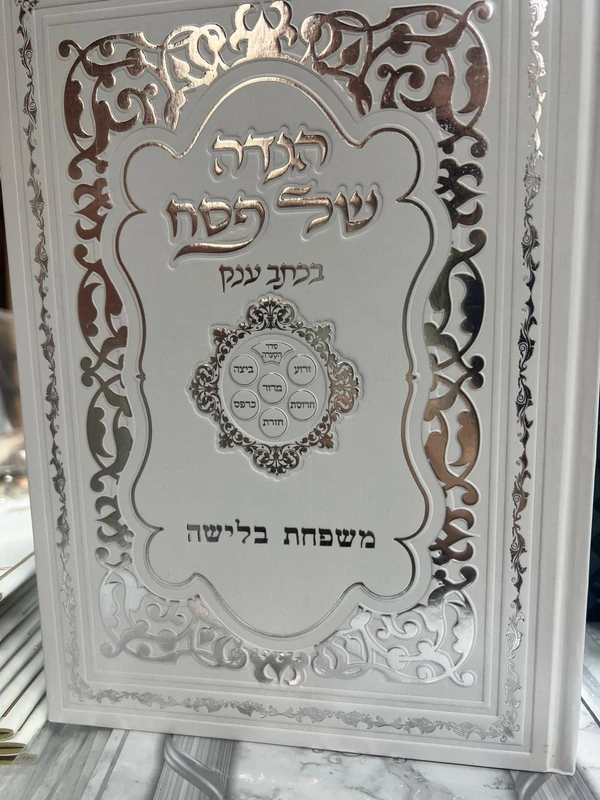 הגדה
של פסח
בכתב ענק
סדר
הקערה
ביצה
זרוע
מרור
כרפס
חרוסת
חזרת
משפחת בלישה